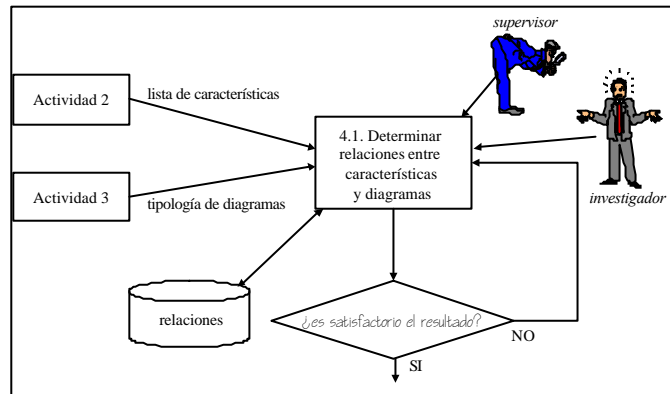 supervisor
Actividad 2
lista de características
4.1. Determinar
relaciones entre
características
y diagramas
Actividad 3
tipología de diagramas
investigador
relaciones
¿es satisfactorio el resultado?
NO
SI